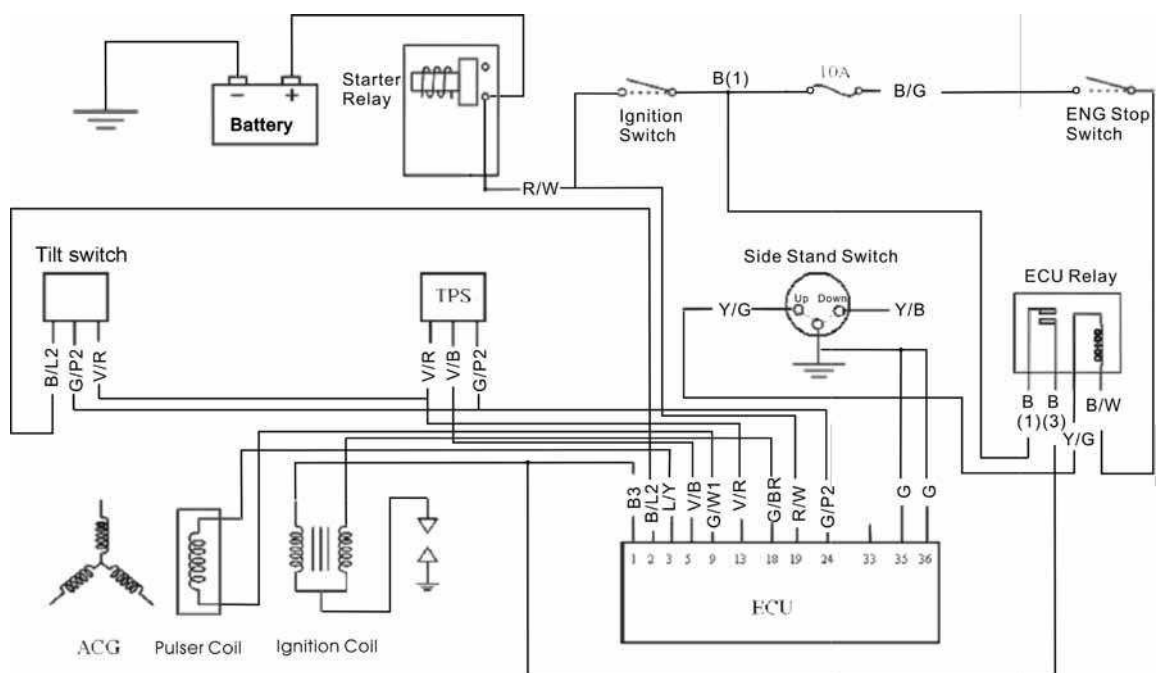 10A
B(1)
B/G
Starter
Relay
Ignition
Switch
ENG Stop
Switch
− +
Battery
R/W
Tilt switch
TPS
Side Stand Switch
ECU Relay
Up Down
Y/G
Y/B
B/L2
G/P2
V/R
V/R
V/B
G/P2
B
(1)
B
(3)
B/W
Y/G
B3
B/L2
L/Y
V/B
G/W1
V/R
G/BR
R/W
G/P2
G
G
1 2 3 5 9 13 18 19 24 33 35 36
ECU
ACG
Pulser Coil
Ignition Coil